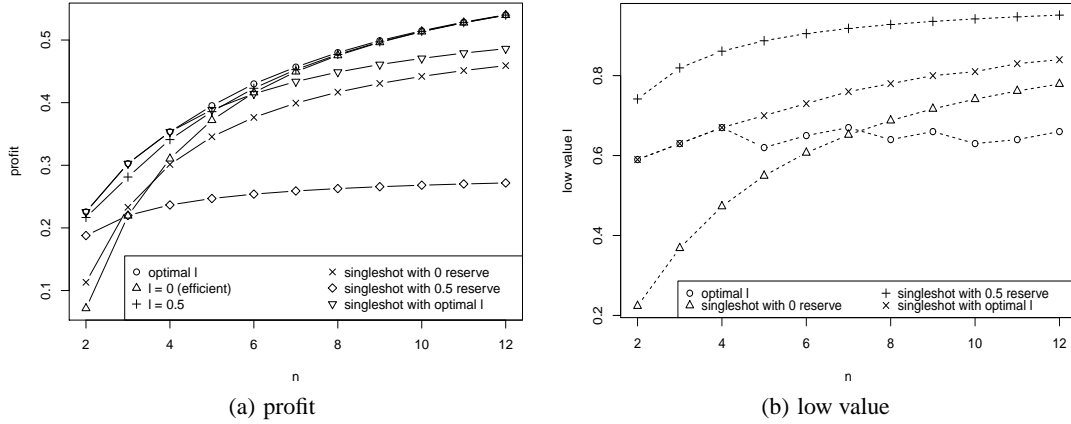 profit
0.5
0.4
0.3
0.2
0.1
optimal l
l = 0 (efficient)
l = 0.5
singleshot with 0 reserve
singleshot with 0.5 reserve
singleshot with optimal l
2 4 6 8 10 12
n
(a) profit
low value l
0.8
0.6
0.4
0.2
optimal l
singleshot with 0 reserve
singleshot with 0.5 reserve
singleshot with optimal l
2 4 6 8 10 12
n
(b) low value